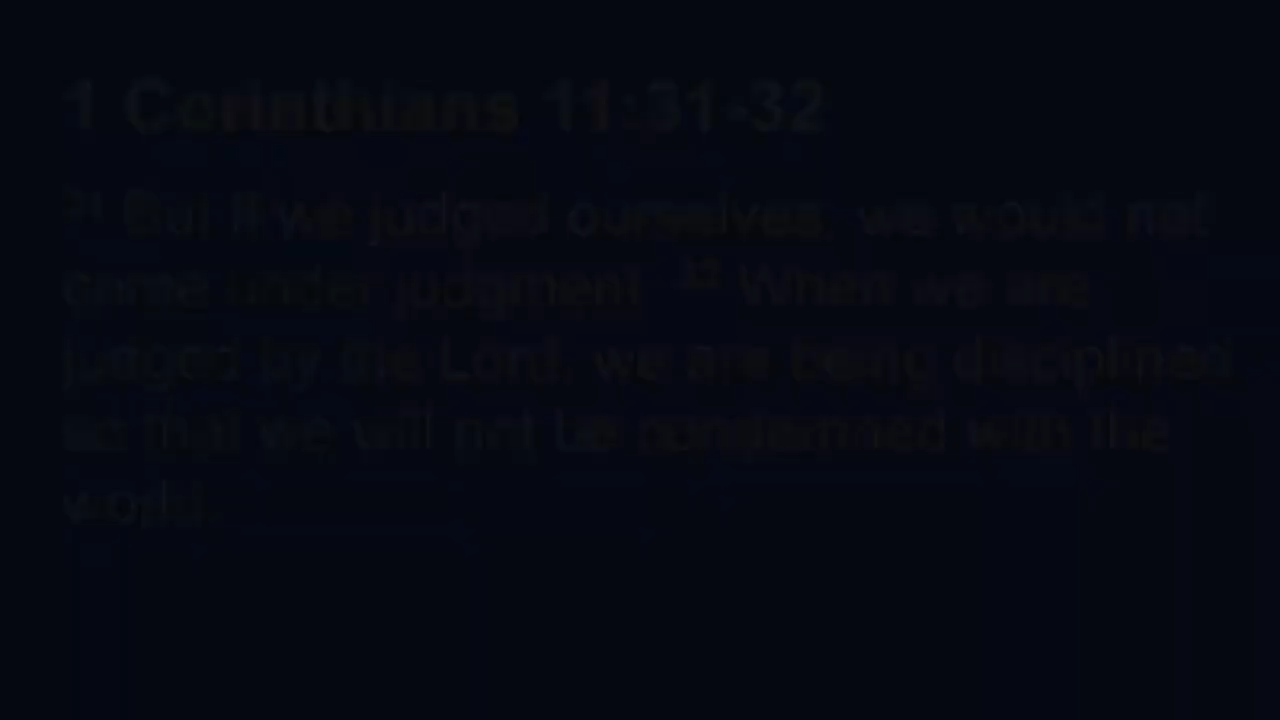 1 Corinthians 11:31-32
31 But if we judged ourselves, we would not
come under judgment. 32 When we are
judged by the Lord, we are being disciplined
so that we will not be condemned with the
world.